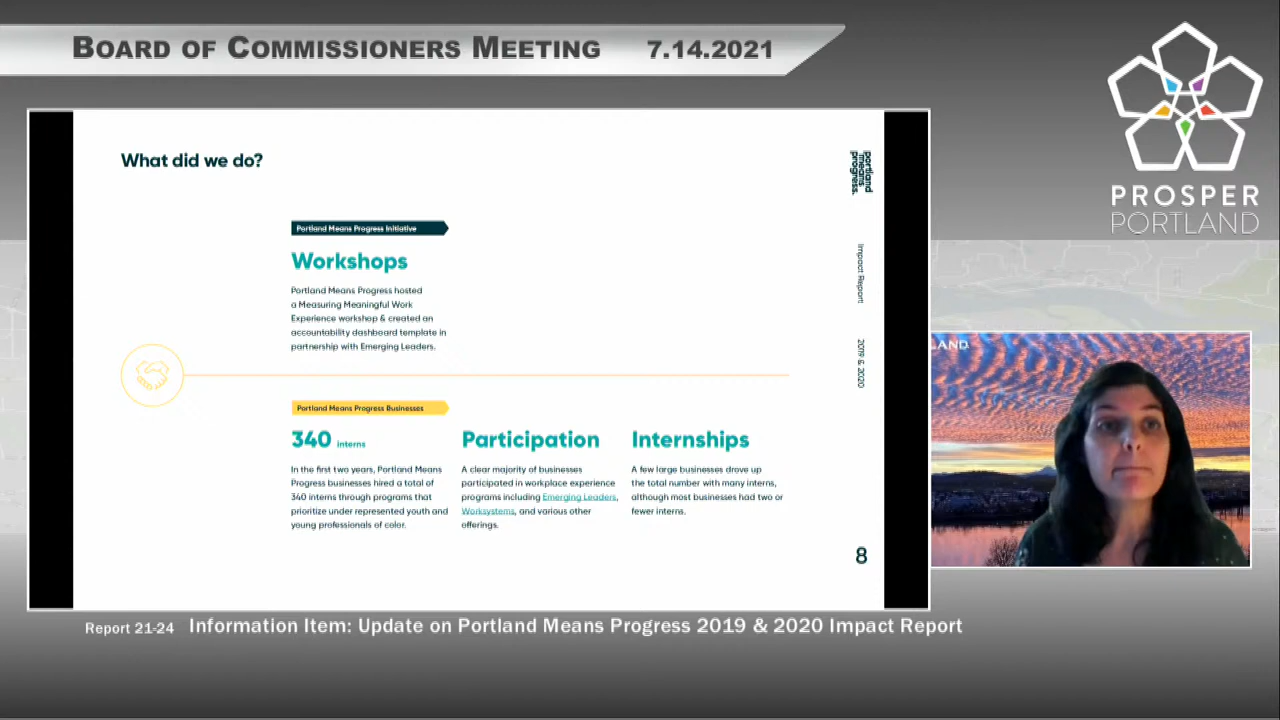 BOARD OF COMMISSIONERS MEETING 7.14.2021
PROSPER
PORTLAND
What did we do?
portland
means
progress.
Impact Report
2019 & 2020
Portland Means Progress Initiative
Workshops
Portland Means Progress hosted
a Measuring Meaningful Work
Experience workshop & created an
accountability dashboard template in
partnership with Emerging Leaders.
Portland Means Progress Businesses
340 interns
In the first two years, Portland Means
Progress businesses hired a total of
340 interns through programs that
prioritize under represented youth and
young professionals of color.
Participation
A clear majority of businesses
participated in workplace experience
programs including Emerging Leaders,
Worksystems, and various other
offerings.
Internships
A few large businesses drove up
the total number with many interns,
although most businesses had two or
fewer interns.
8
LAND
Report 21-24 Information Item: Update on Portland Means Progress 2019 & 2020 Impact Report